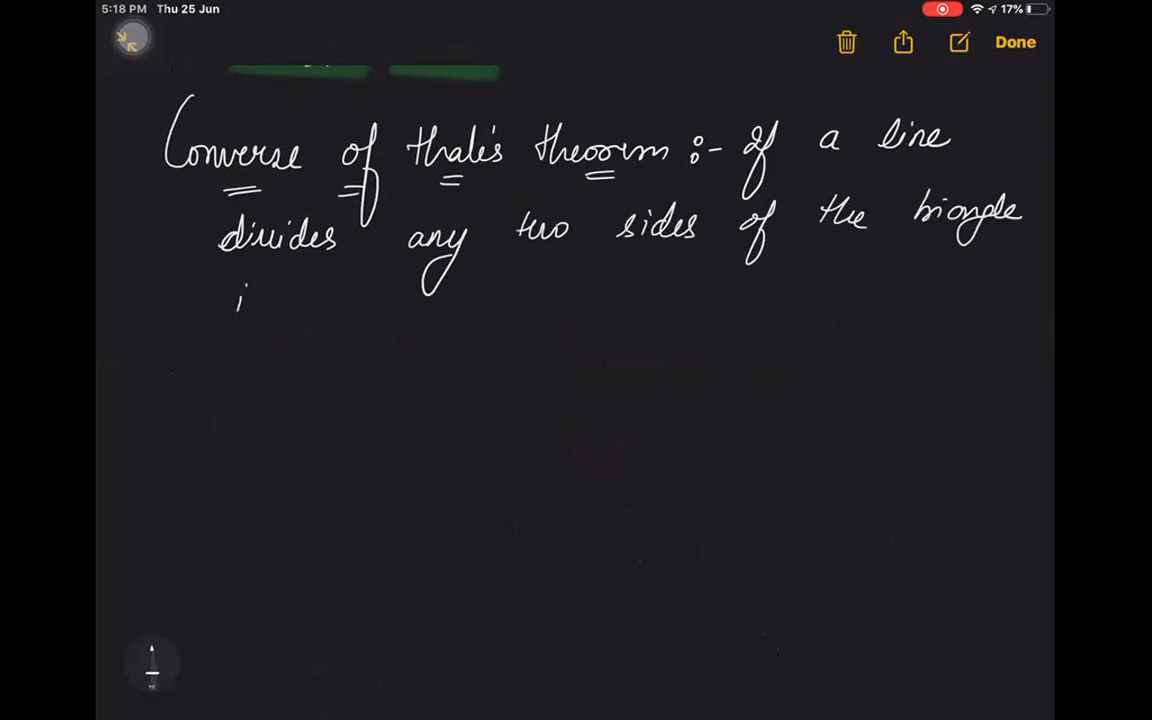 5:18 PM Thu 25 Jun 17%
Done
Converse of thale's theorem :- If a line
divides any two sides of the triangle
i